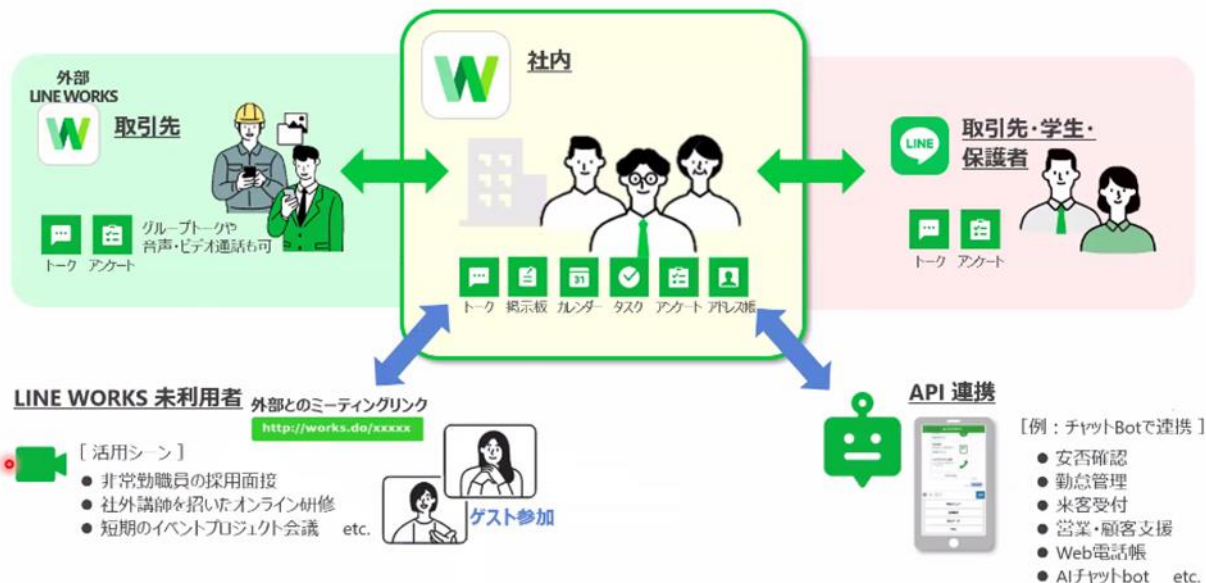 社内
外部
LINE WORKS
取引先
グループトークや
音声・ビデオ通話も可
トーク
アンケート
トーク
掲示板
カレンダー
31
タスク
アンケート
アドレス帳
LINE
取引先・学生・
保護者
トーク
アンケート
LINE WORKS 未利用者
外部とのミーティングリンク
http://works.do/xxxxx
[ 活用シーン ]
● 非常勤職員の採用面接
● 社外講師を招いたオンライン研修
● 短期のイベントプロジェクト会議 etc.
ゲスト参加
API 連携
[例：チャットBotで連携 ]
● 安否確認
● 勤怠管理
● 来客受付
● 営業・顧客支援
● Web電話帳
● AIチャットbot etc.